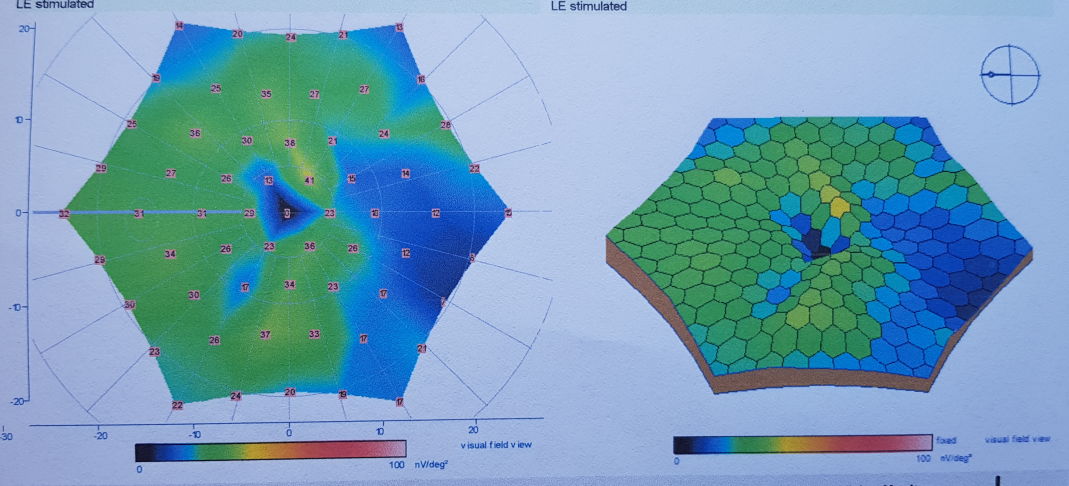 LE stimulated
LE stimulated
20
14 20 24 21 13
19 25 35 27 27 16
10
25 36 30 38 21 24 28
29 27 26 13 41 15 14 22
0
32 31 31 29 0 23 10 12
29 34 26 23 36 26 12
-10
30 30 17 34 23 17
23 26 37 33 17 21
-20
22 24 20 19 17
-30 -20 -10 0 10 20
visual field view
0 100 nV/deg²
fixed visual field view
0 100 nV/deg²